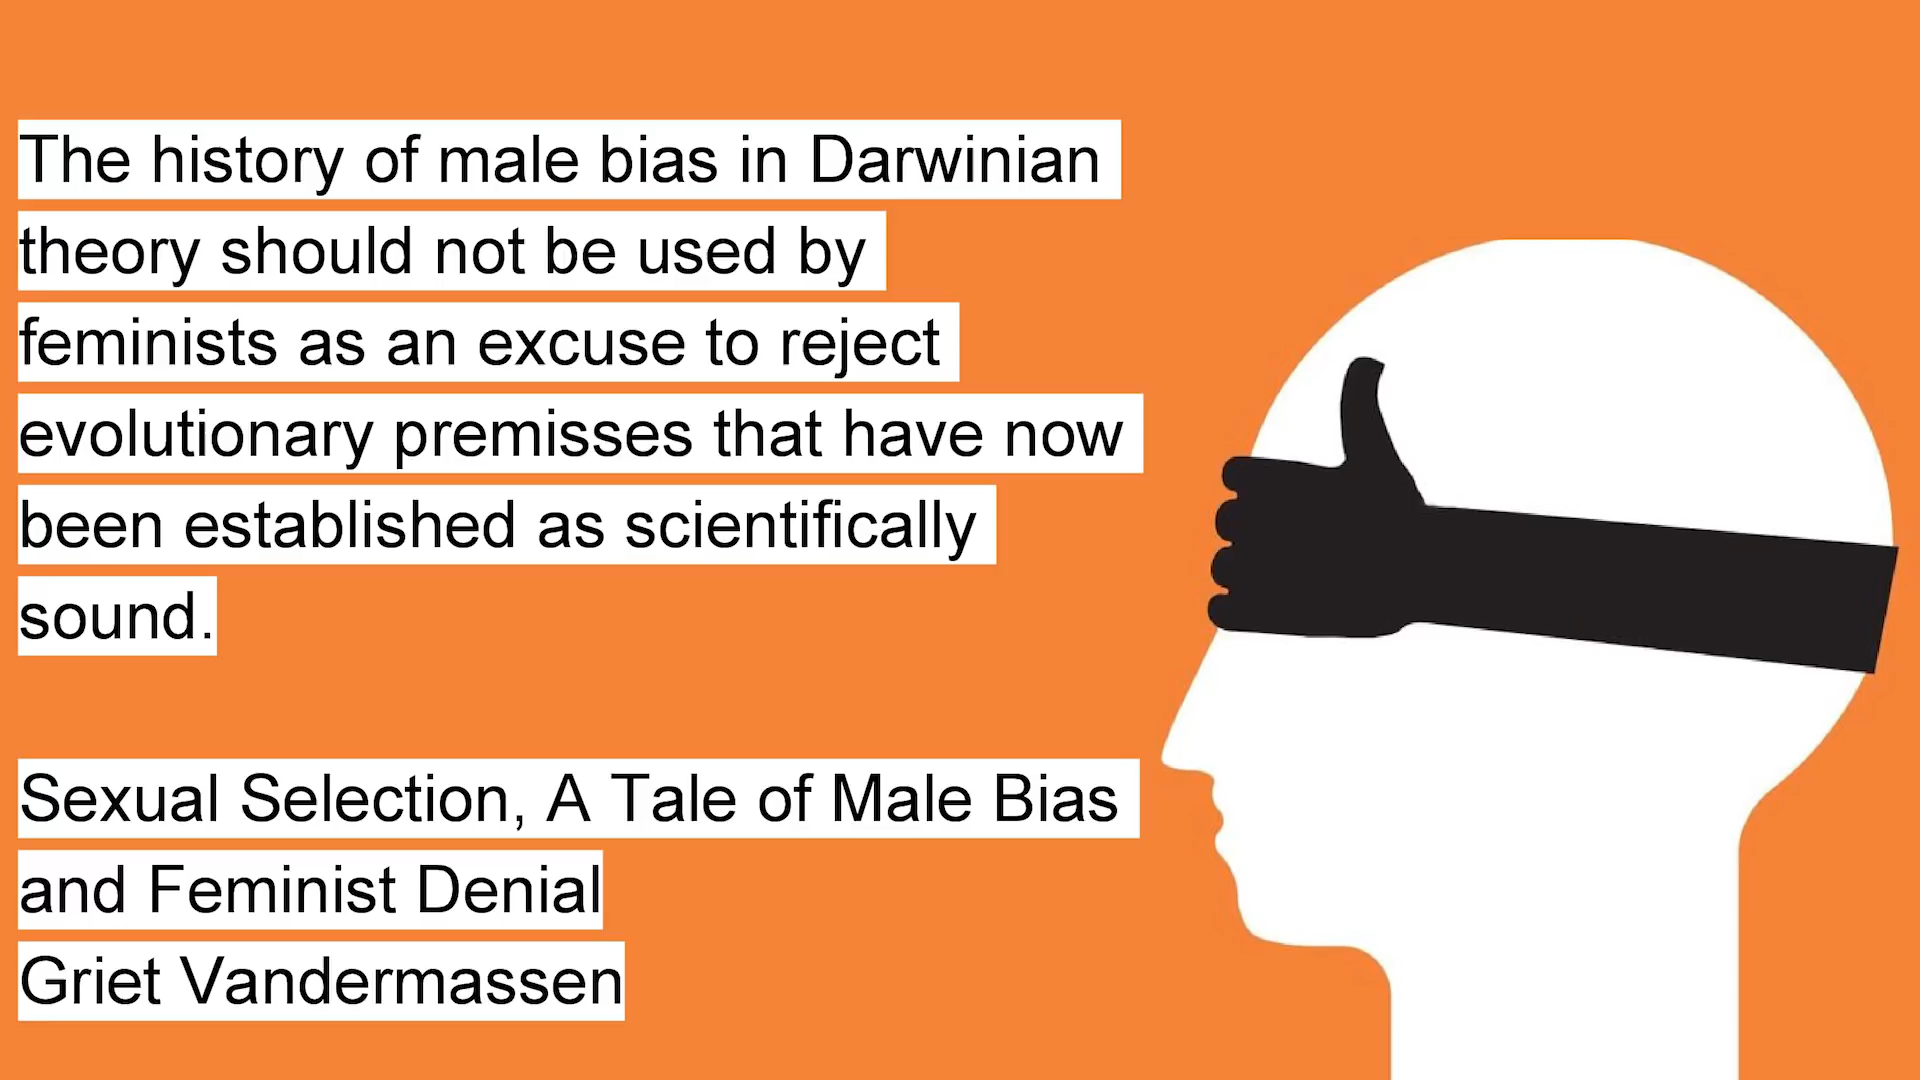 The history of male bias in Darwinian
theory should not be used by
feminists as an excuse to reject
evolutionary premisses that have now
been established as scientifically
sound.
Sexual Selection, A Tale of Male Bias
and Feminist Denial
Griet Vandermassen